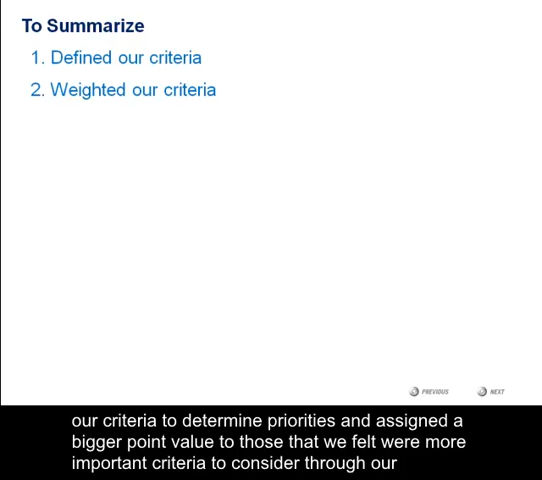 To Summarize
1. Defined our criteria
2. Weighted our criteria
PREVIOUS
NEXT
our criteria to determine priorities and assigned a
bigger point value to those that we felt were more
important criteria to consider through our